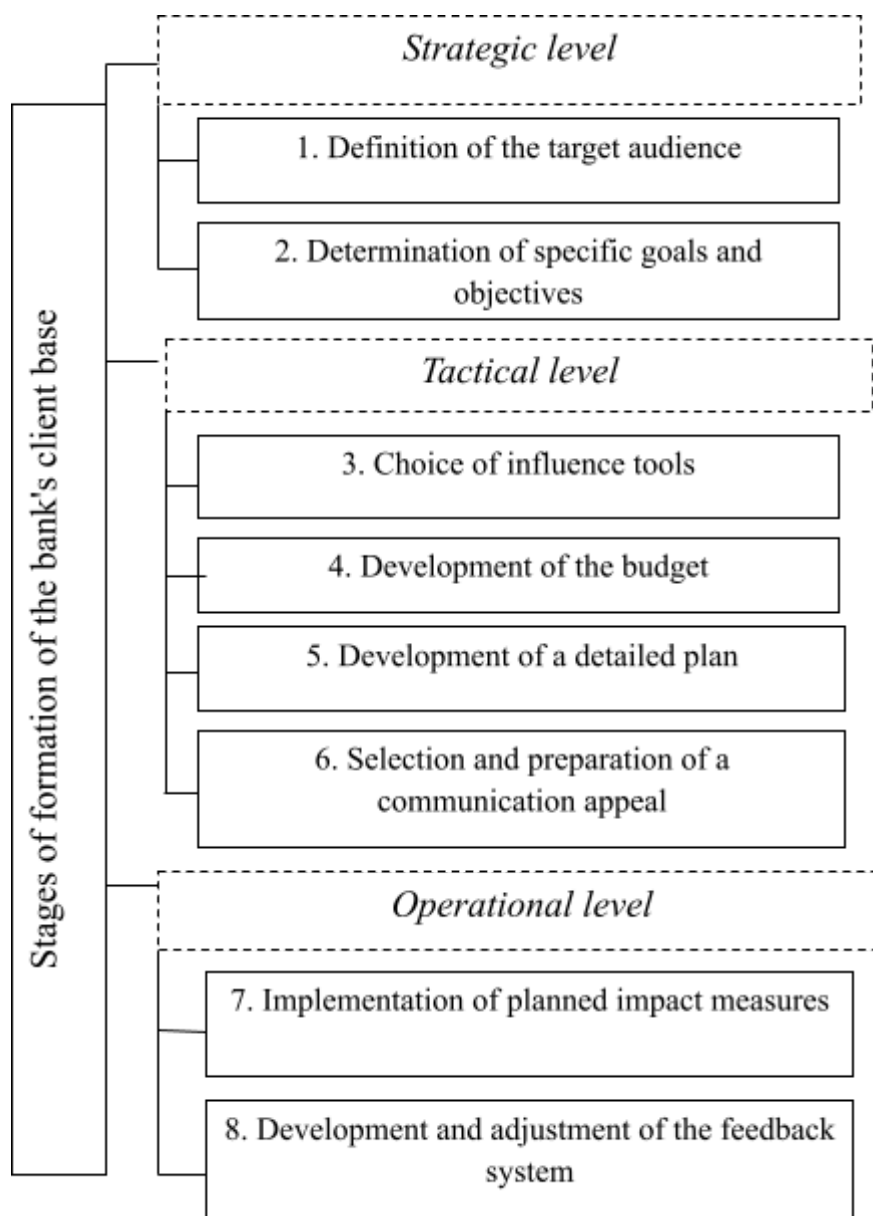 Stages of formation of the bank's client base
Strategic level
1. Definition of the target audience
2. Determination of specific goals and
objectives
Tactical level
3. Choice of influence tools
4. Development of the budget
5. Development of a detailed plan
6. Selection and preparation of a
communication appeal
Operational level
7. Implementation of planned impact measures
8. Development and adjustment of the feedback
system